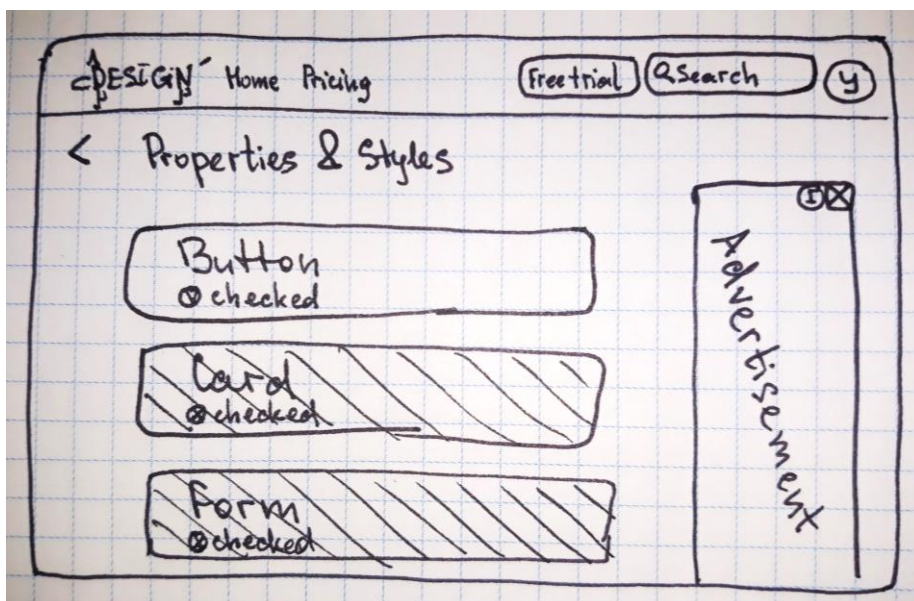 DESIGN Home Pricing Free trial Search y
< Properties & Styles
Button
checked
Card
checked
Form
checked
I X
Advertisement